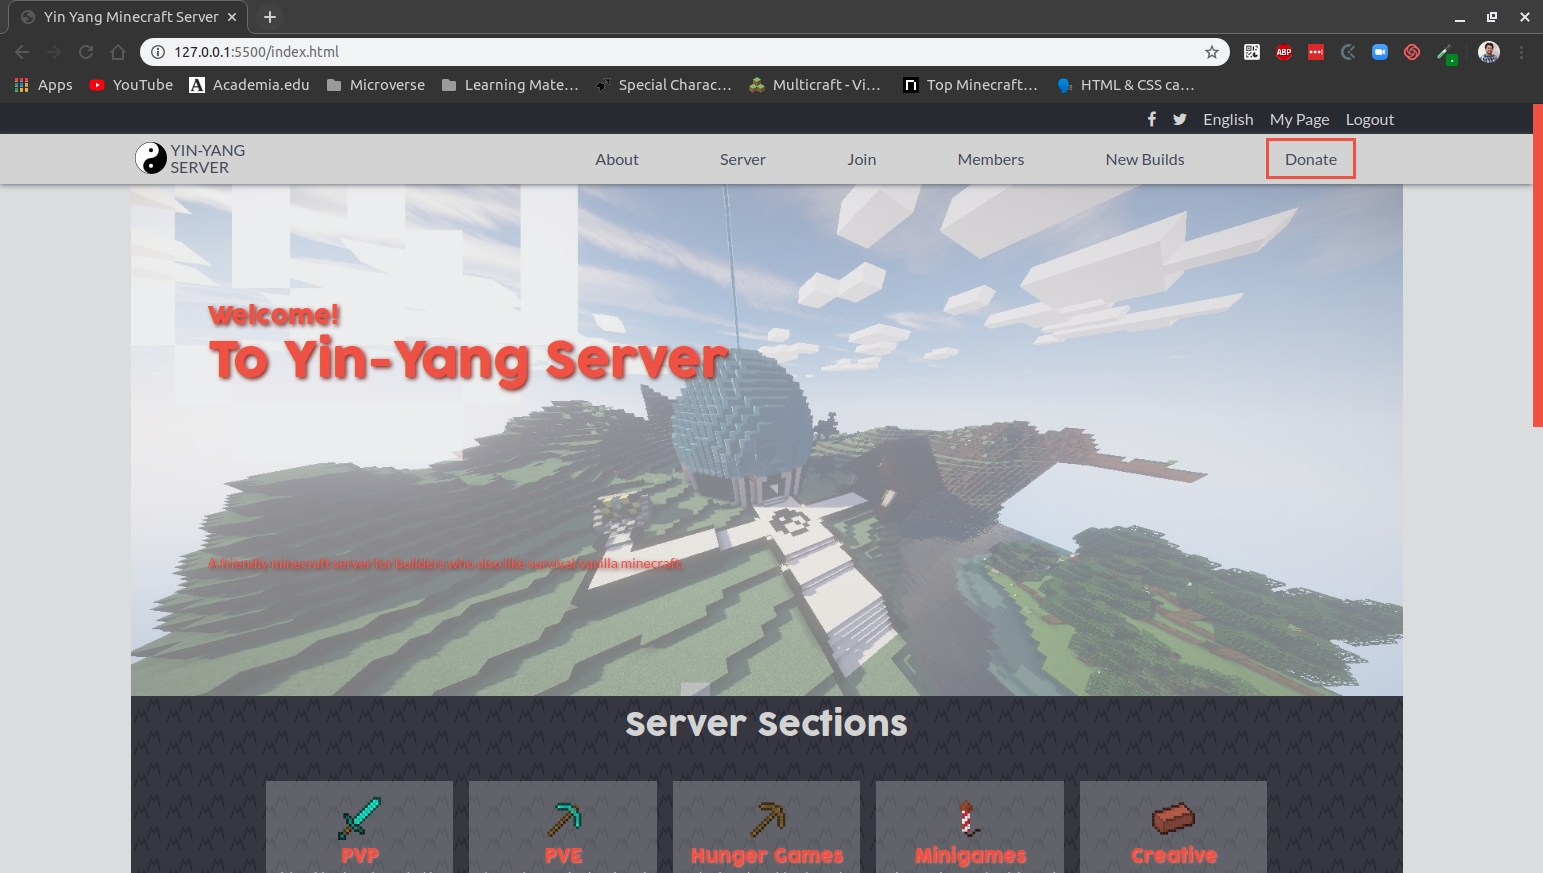 Yin Yang Minecraft Server
127.0.0.1:5500/index.html
Apps YouTube Academia.edu Microverse Learning Mate... Special Charac... Multicraft - Vi... Top Minecraft... HTML & CSS ca...
English My Page Logout
YIN-YANG
SERVER
About Server Join Members New Builds Donate
Welcome!
To Yin-Yang Server
A friendly minecraft server for builders who also like survival vanilla minecraft.
Server Sections
PVP PVE Hunger Games Minigames Creative